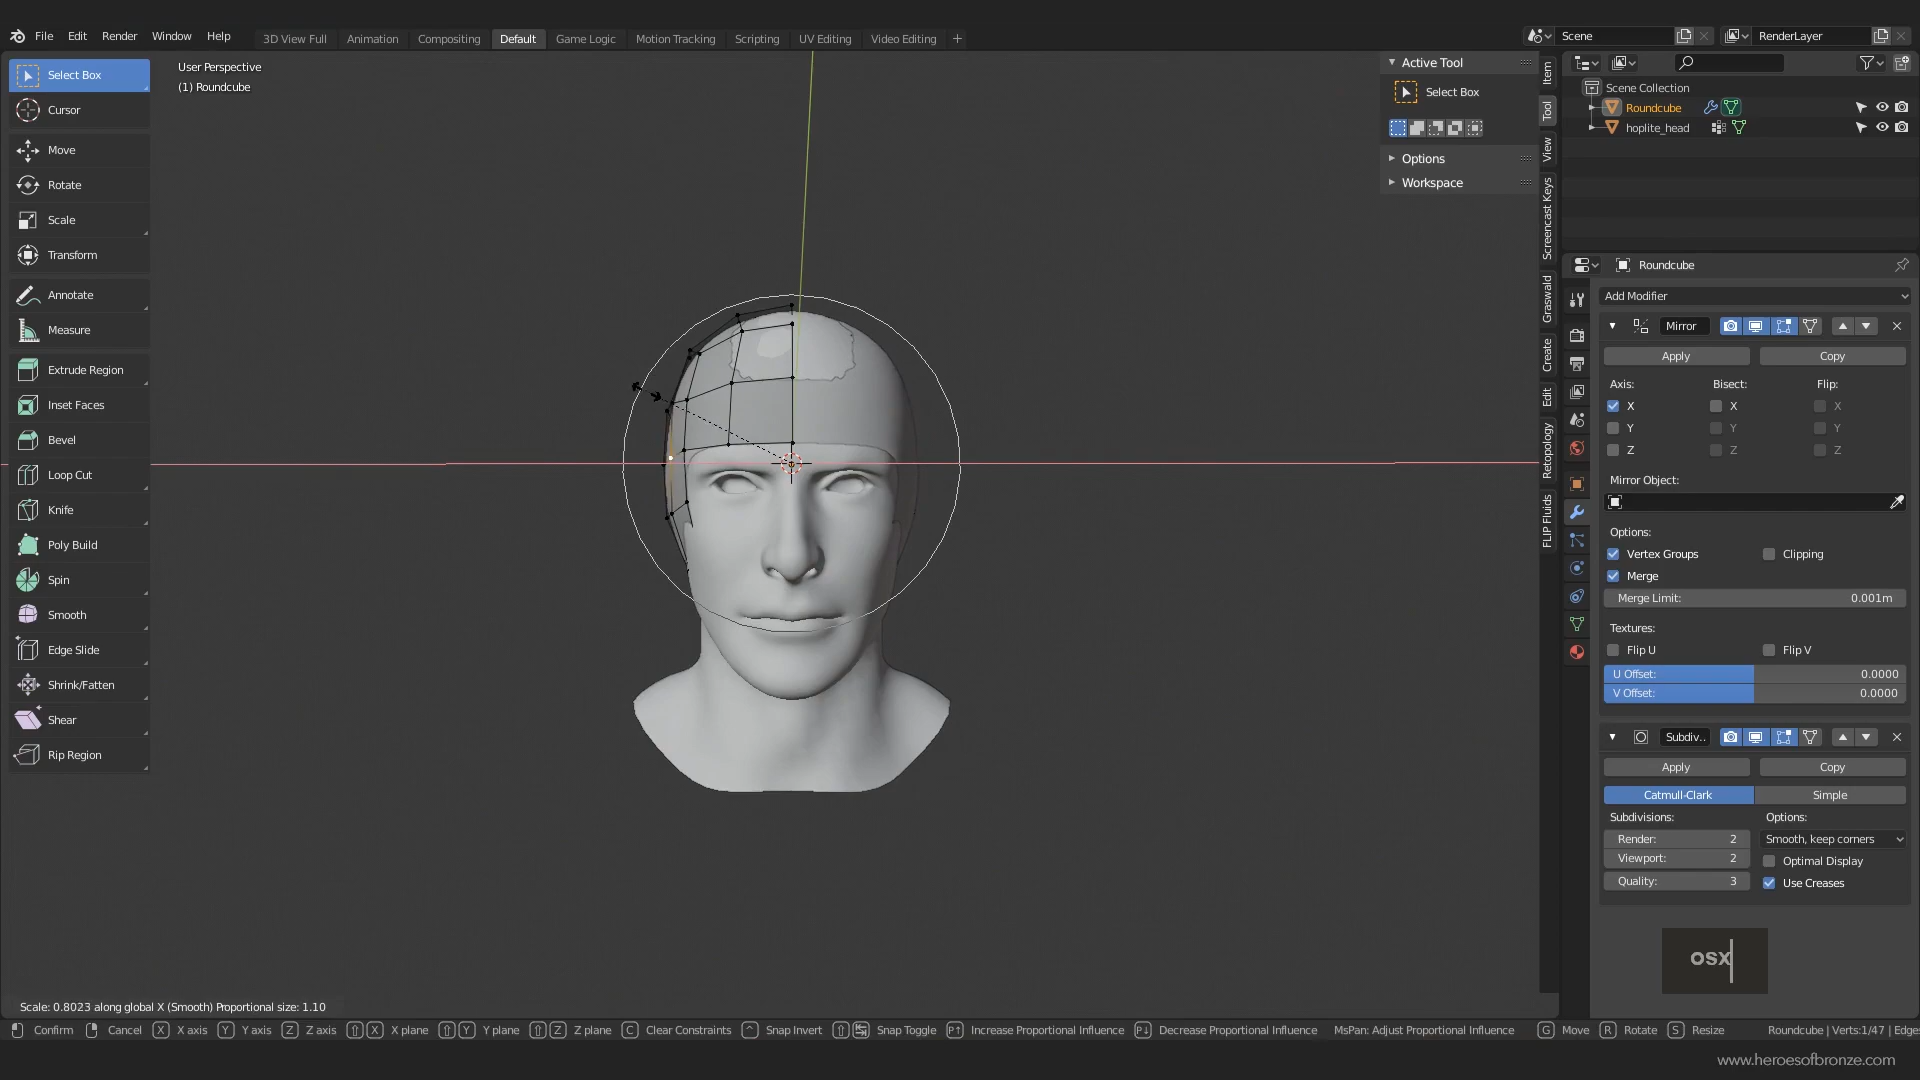 File Edit Render Window Help
3D View Full Animation Compositing Default Game Logic Motion Tracking Scripting UV Editing Video Editing +
Scene
RenderLayer
Select Box
Cursor
Move
Rotate
Scale
Transform
Annotate
Measure
Extrude Region
Inset Faces
Bevel
Loop Cut
Knife
Poly Build
Spin
Smooth
Edge Slide
Shrink/Fatten
Shear
Rip Region
User Perspective
(1) Roundcube
Active Tool
Select Box
Options
Workspace
Item
Tool
View
Screencast Keys
Graswald
Create
Edit
Retopology
FLIP Fluids
Scene Collection
Roundcube
hoplite_head
Roundcube
Add Modifier
Mirror
Apply Copy
Axis: Bisect: Flip:
X X X
Y Y Y
Z Z Z
Mirror Object:
Options:
Vertex Groups Clipping
Merge
Merge Limit: 0.001m
Textures:
Flip U Flip V
U Offset: 0.0000
V Offset: 0.0000
Subdiv..
Apply Copy
Catmull-Clark Simple
Subdivisions: Options:
Render: 2 Smooth, keep corners
Viewport: 2 Optimal Display
Quality: 3 Use Creases
osx
Scale: 0.8023 along global X (Smooth) Proportional size: 1.10
Confirm Cancel X X axis Y Y axis Z Z axis X X plane Y Y plane Z Z plane C Clear Constraints Snap Invert Snap Toggle Increase Proportional Influence Decrease Proportional Influence MsPan: Adjust Proportional Influence G Move R Rotate S Resize Roundcube | Verts:1/47 | Edges
www.heroesofbronze.com